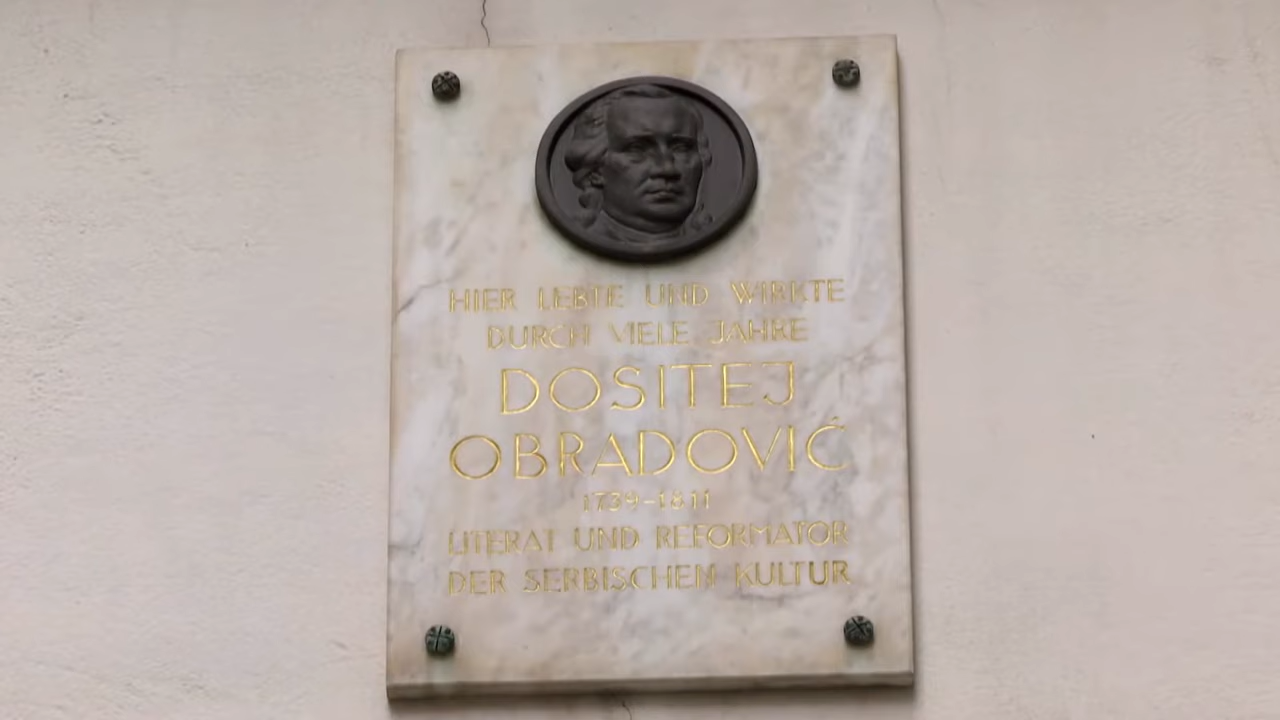 HIER LEBTE UND WIRKTE
DURCH VIELE JAHRE
DOSITEJ
OBRADOVIĆ
1739-1811
LITERAT UND REFORMATOR
DER SERBISCHEN KULTUR